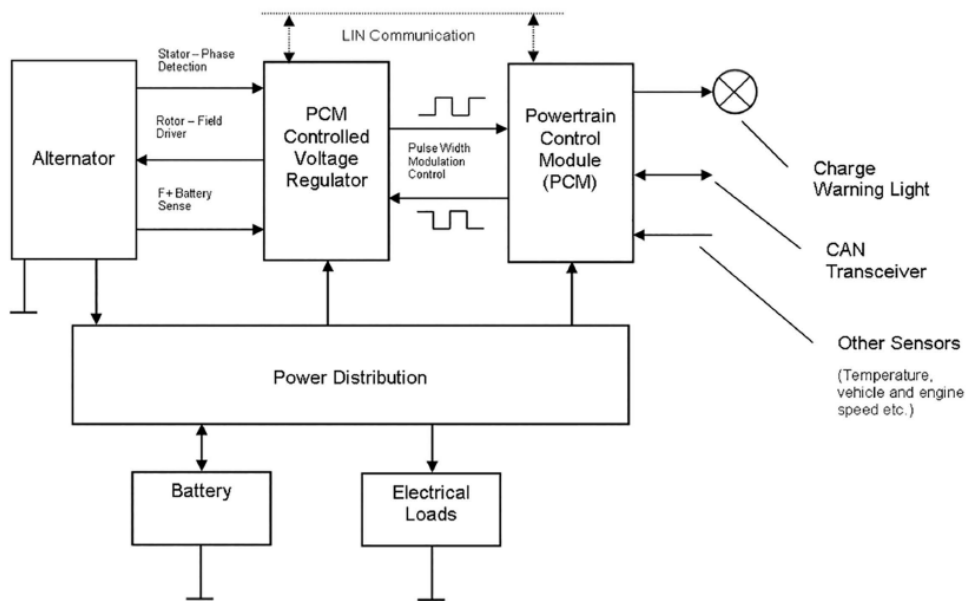 LIN Communication
Stator – Phase
Detection
Rotor – Field
Driver
F+ Battery
Sense
Alternator
PCM
Controlled
Voltage
Regulator
Pulse Width
Modulation
Control
Powertrain
Control
Module
(PCM)
Charge
Warning Light
CAN
Transceiver
Other Sensors
(Temperature,
vehicle and engine
speed etc.)
Power Distribution
Battery
Electrical
Loads